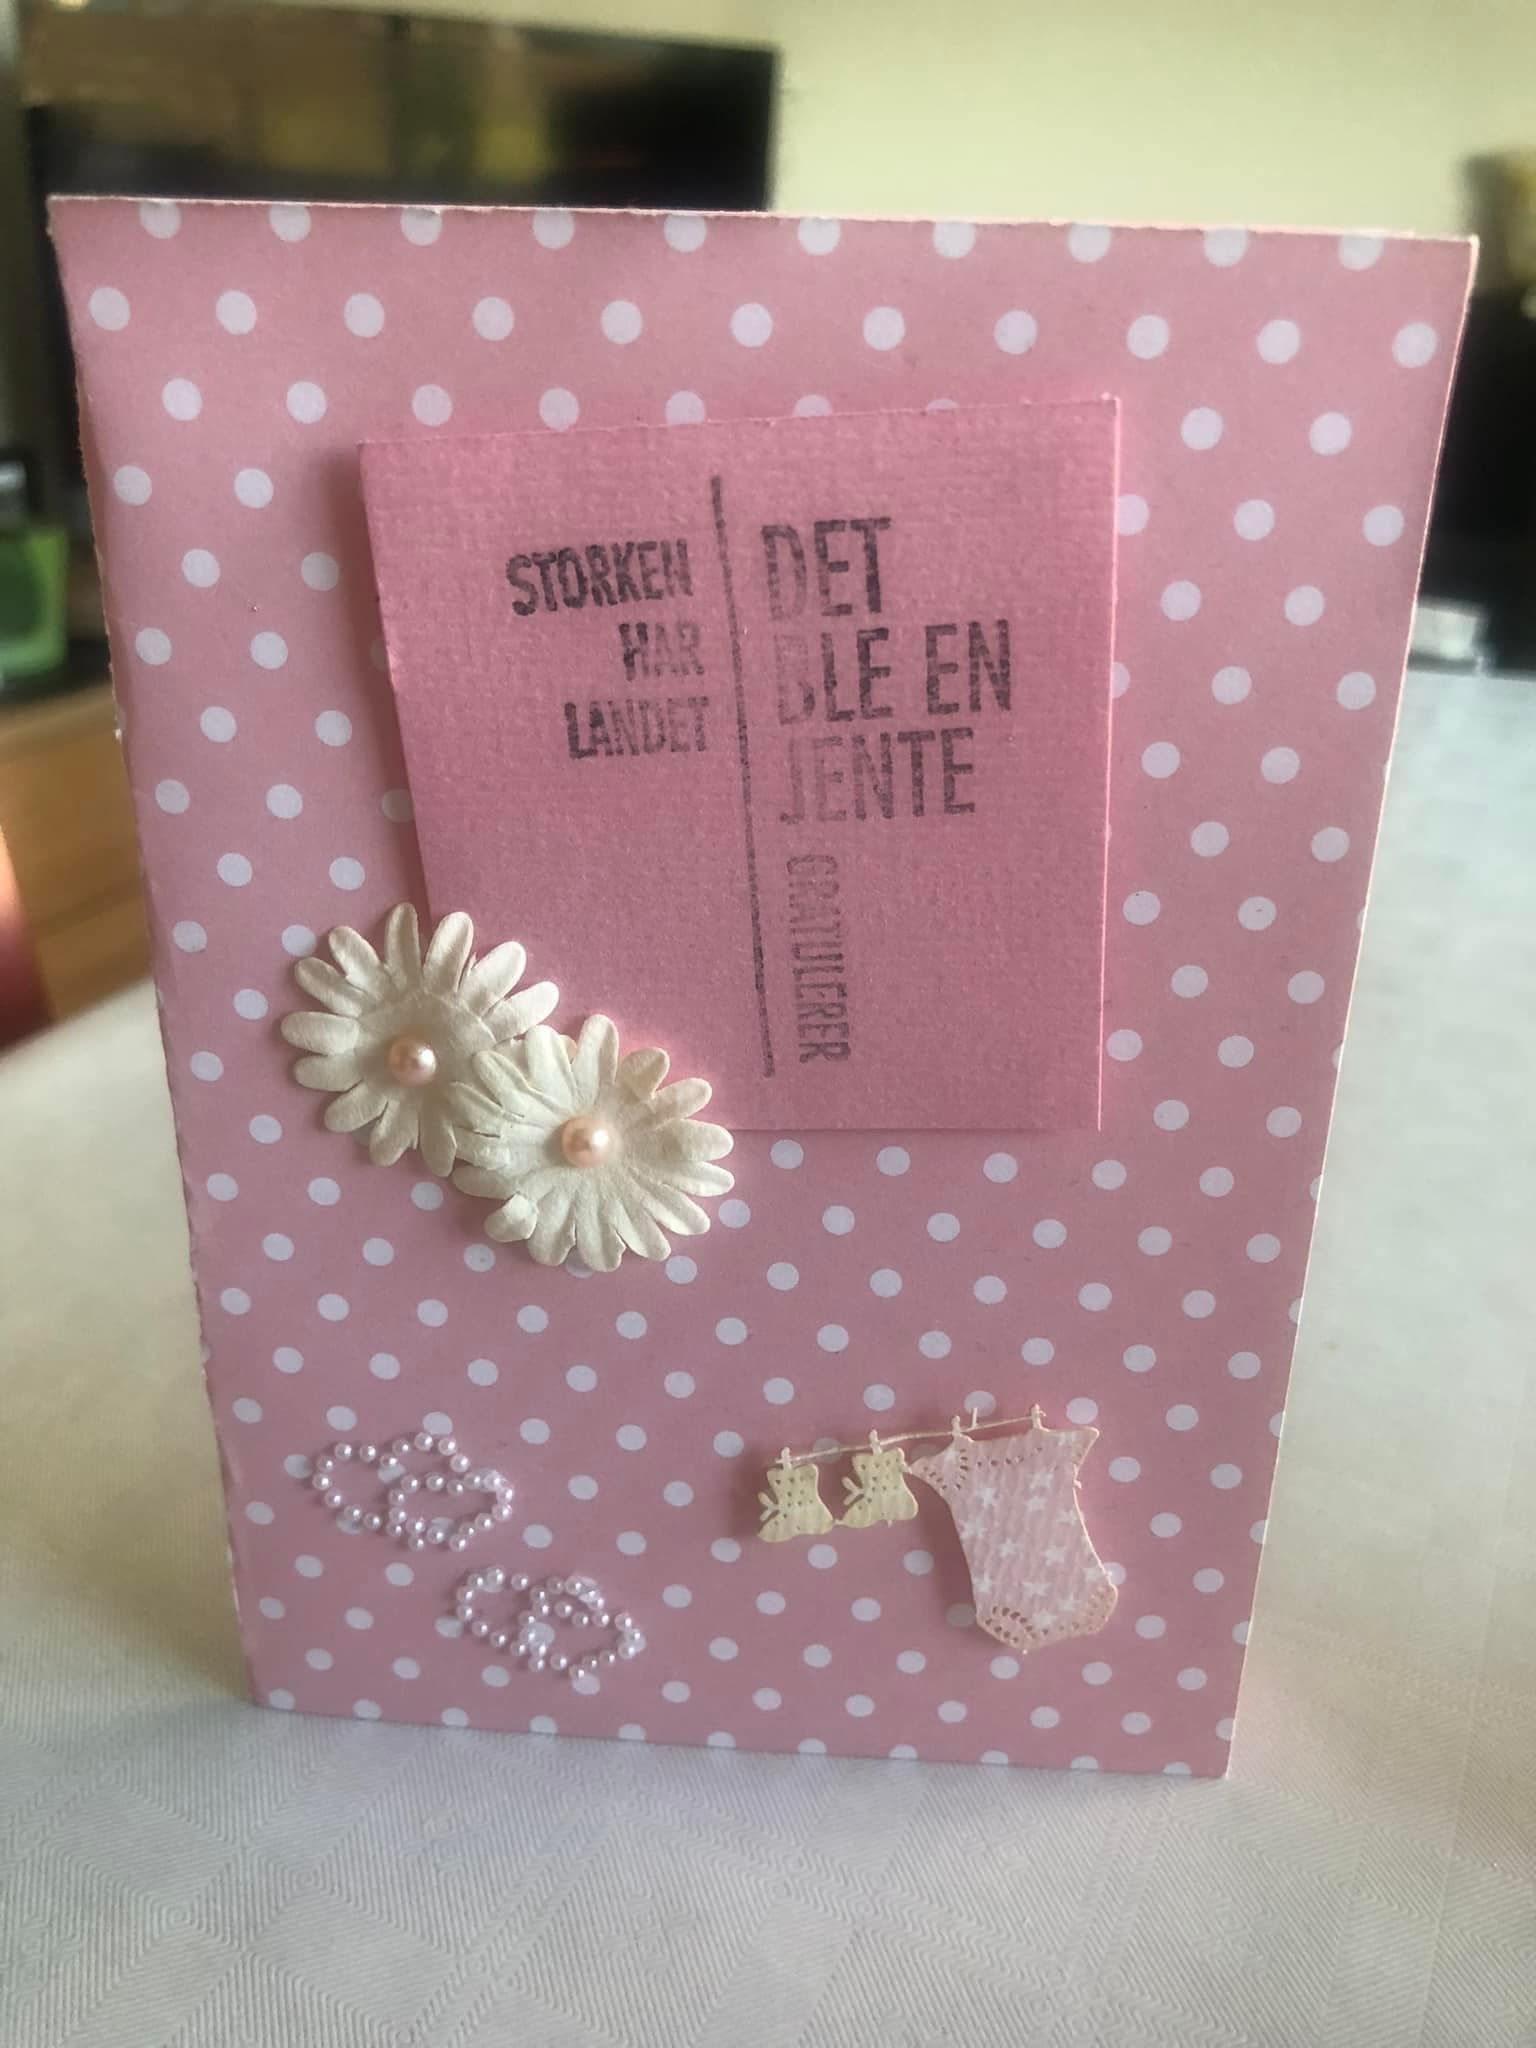 STORKEN
HAR
LANDET
DET
BLE EN
JENTE
GRATULERER